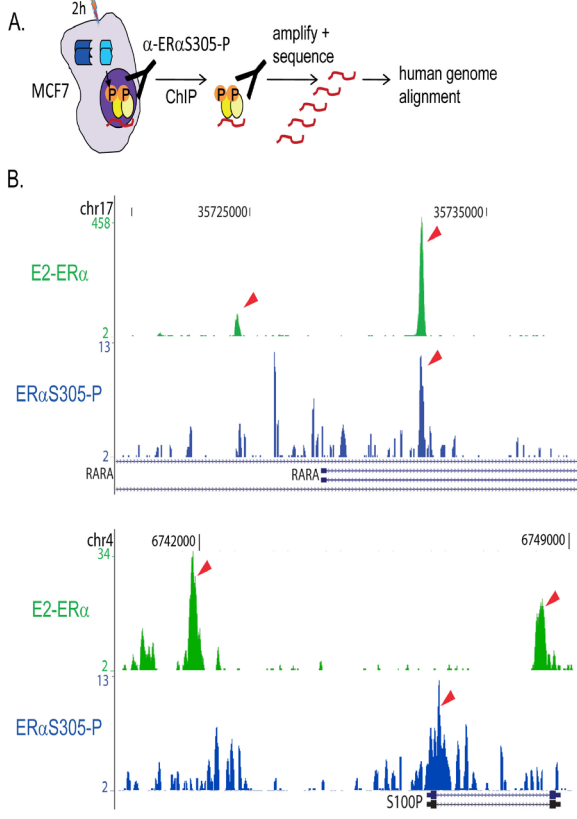 A.
2h
α-ERαS305-P
amplify +
sequence
MCF7
P P
ChIP
P P
human genome
alignment
B.
chr17
35725000
35735000
458
E2-ERα
2
13
ERαS305-P
2
RARA
RARA
chr4
6742000
6749000
34
E2-ERα
2
13
ERαS305-P
2
S100P